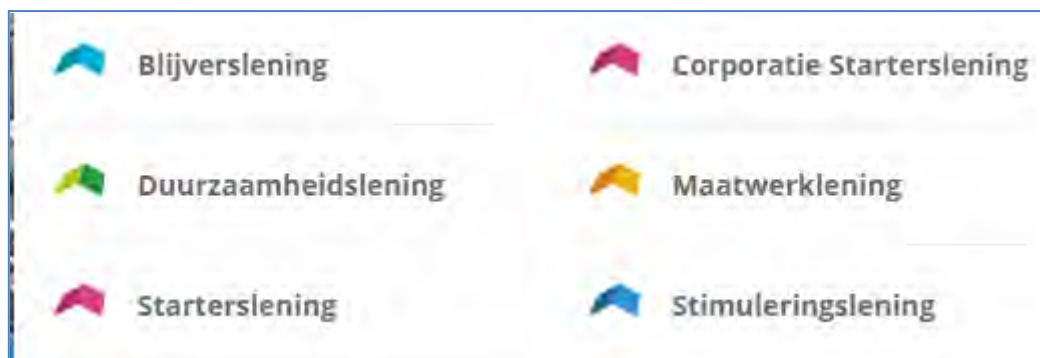 Blijverslening
Corporatie Starterslening
Duurzaamheidslening
Maatwerklening
Starterslening
Stimuleringslening